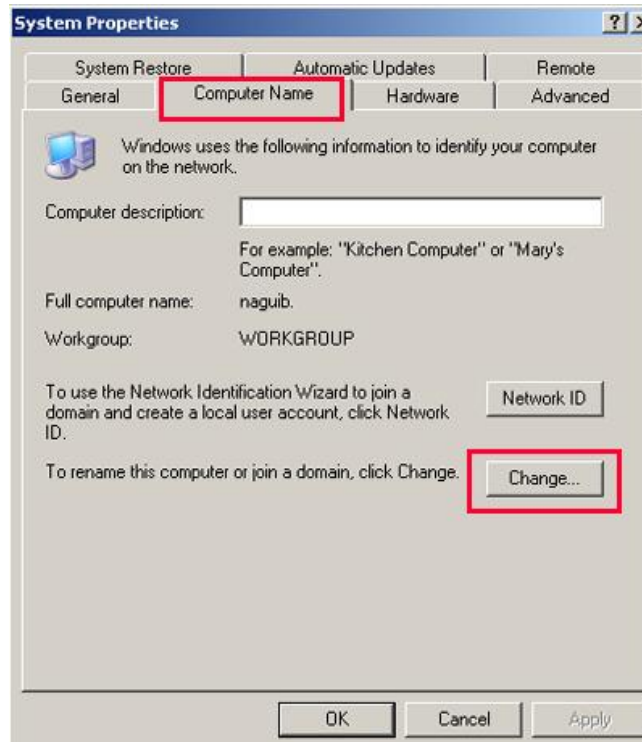 System Properties
System Restore Automatic Updates Remote
General Computer Name Hardware Advanced
Windows uses the following information to identify your computer
on the network.
Computer description:
For example: "Kitchen Computer" or "Mary's
Computer".
Full computer name: naguib.
Workgroup: WORKGROUP
To use the Network Identification Wizard to join a
domain and create a local user account, click Network
ID.
Network ID
To rename this computer or join a domain, click Change.
Change...
OK Cancel Apply